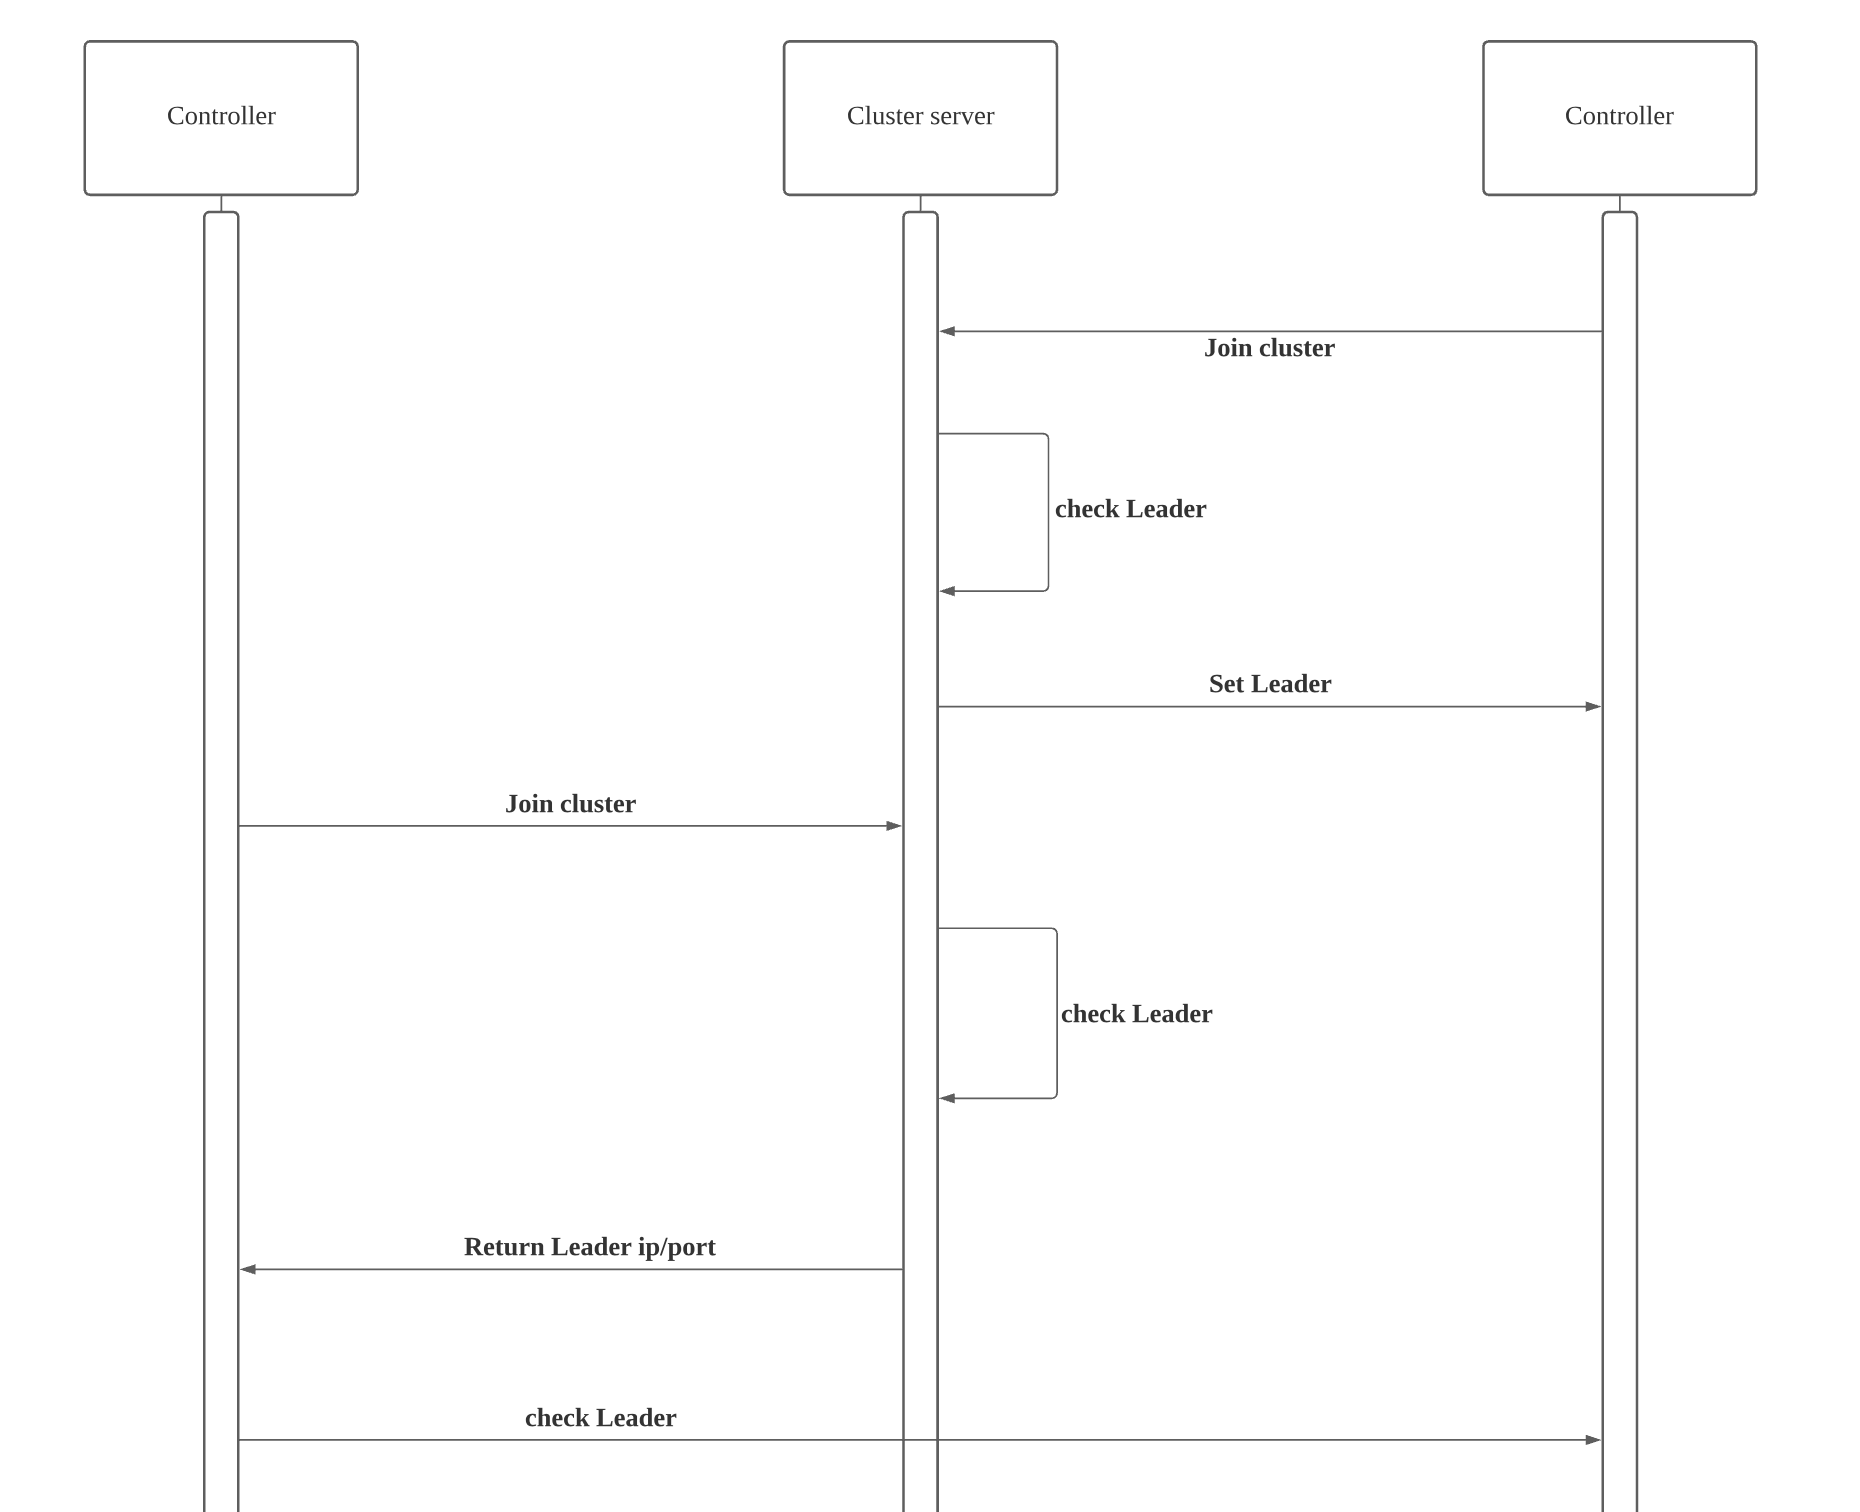 Controller
Cluster server
Controller
Join cluster
check Leader
Set Leader
Join cluster
check Leader
Return Leader ip/port
check Leader